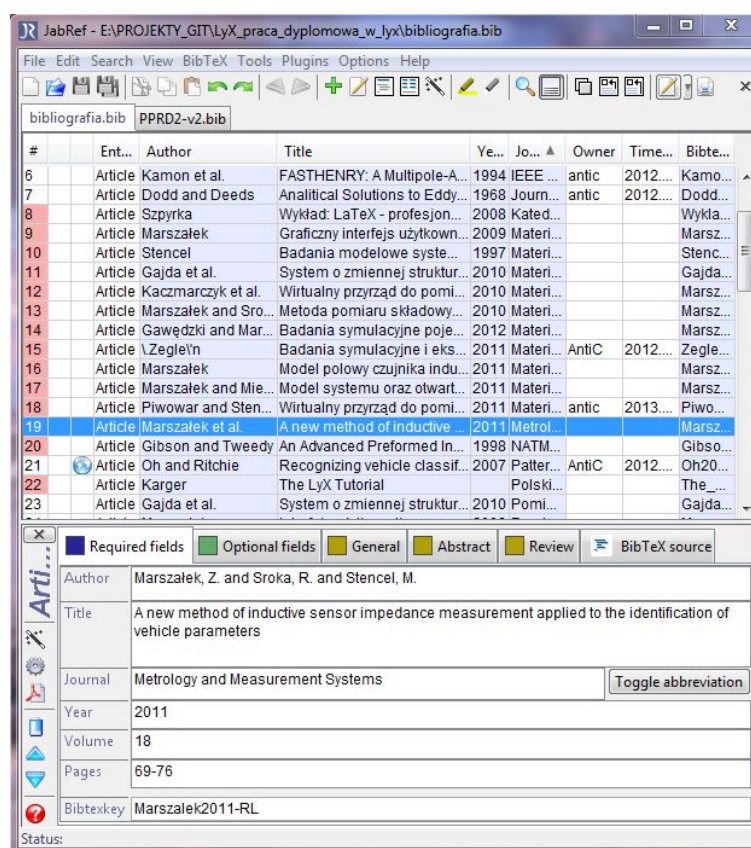 JabRef - E:\PROJEKTY_GIT\LyX_praca_dyplomowa_w_lyx\bibliografia.bib
File Edit Search View BibTeX Tools Plugins Options Help
bibliografia.bib PPRD2-v2.bib
# Ent... Author Title Ye... Jo... Owner Time... Bibte...
6 Article Kamon et al. FASTHENRY: A Multipole-A... 1994 IEEE ... antic 2012.... Kamo...
7 Article Dodd and Deeds Analitical Solutions to Eddy... 1968 Journ... antic 2012.... Dodd...
8 Article Szpyrka Wykład: LaTeX - profesjon... 2008 Kated... Wykla...
9 Article Marszałek Graficzny interfejs użytkown... 2009 Materi... Marsz...
10 Article Stencel Badania modelowe syste... 1997 Materi... Stenc...
11 Article Gajda et al. System o zmiennej struktur... 2010 Materi... Gajda...
12 Article Kaczmarczyk et al. Wirtualny przyrząd do pomi... 2010 Materi... Marsz...
13 Article Marszałek and Sro... Metoda pomiaru składowy... 2010 Materi... Marsz...
14 Article Gawędzki and Mar... Badania symulacyjne poje... 2012 Materi... Marsz...
15 Article \.Zegle\'n Badania symulacyjne i eks... 2011 Materi... AntiC 2012.... Zegle...
16 Article Marszałek Model polowy czujnika indu... 2011 Materi... Marsz...
17 Article Marszałek and Mie... Model systemu oraz otwart... 2011 Materi... Marsz...
18 Article Piwowar and Sten... Wirtualny przyrząd do pomi... 2011 Materi... antic 2013.... Piwo...
19 Article Marszałek et al. A new method of inductive ... 2011 Metrol... Marsz...
20 Article Gibson and Tweedy An Advanced Preformed In... 1998 NATM... Gibso...
21 Article Oh and Ritchie Recognizing vehicle classif... 2007 Patter... AntiC 2012.... Oh20...
22 Article Karger The LyX Tutorial Polski... The_...
23 Article Gajda et al. System o zmiennej struktur... 2010 Pomi... Gajda...
Arti...
Required fields Optional fields General Abstract Review BibTeX source
Author Marszałek, Z. and Sroka, R. and Stencel, M.
Title A new method of inductive sensor impedance measurement applied to the identification of
vehicle parameters
Journal Metrology and Measurement Systems Toggle abbreviation
Year 2011
Volume 18
Pages 69-76
Bibtexkey Marszalek2011-RL
Status: